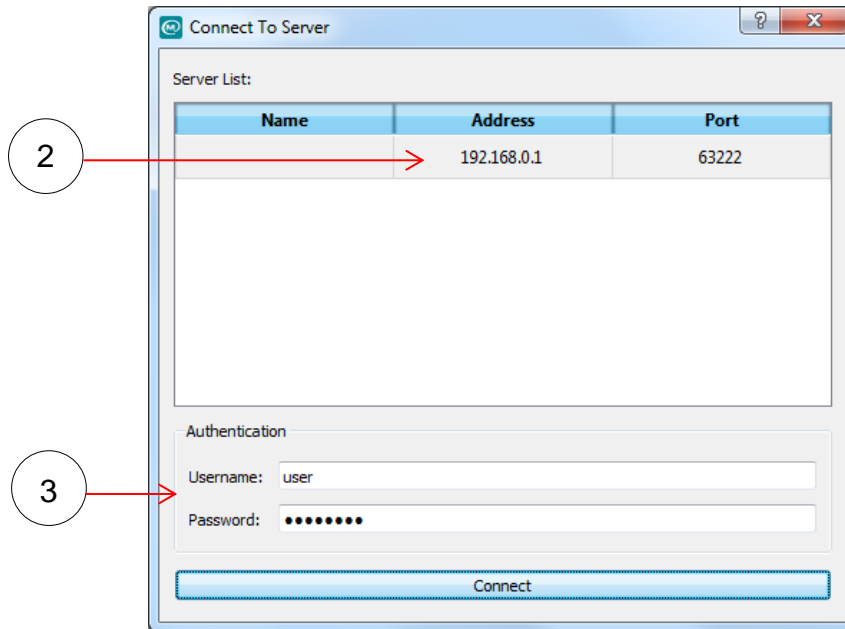 Connect To Server
Server List:
Name Address Port
2
192.168.0.1 63222
Authentication
Username: user
3
Password: ●●●●●●●●
Connect